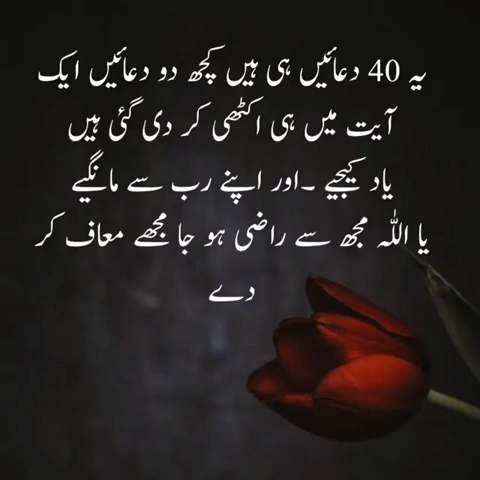 یہ 40 دعائیں ہی ہیں کچھ دو دعائیں ایک
آیت میں ہی اکٹھی کر دی گئی ہیں
یاد کیجیے ۔اور اپنے رب سے مانگیے
یا اللّٰہ مجھ سے راضی ہو جا مجھے معاف کر
دے